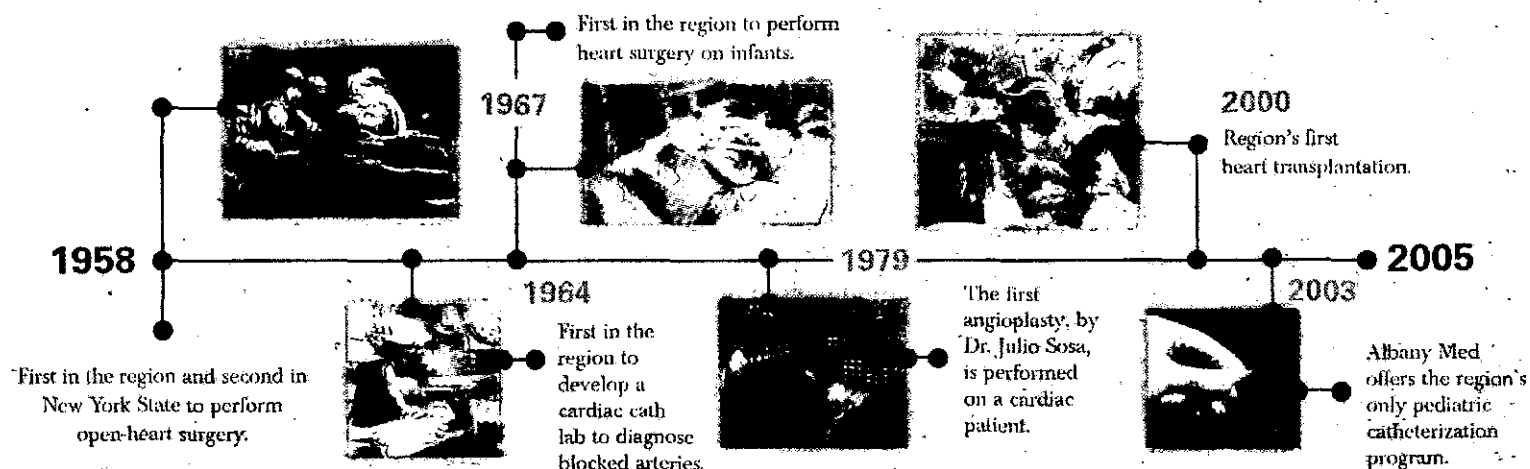 1958
First in the region and second in
New York State to perform
open-heart surgery.
1964
First in the
region to
develop a
cardiac cath
lab to diagnose
blocked arteries.
1967
First in the region to perform
heart surgery on infants.
1979
The first
angioplasty, by
Dr. Julio Sosa,
is performed
on a cardiac
patient.
2000
Region's first
heart transplantation.
2003
Albany Med
offers the region's
only pediatric
catheterization
program.
2005